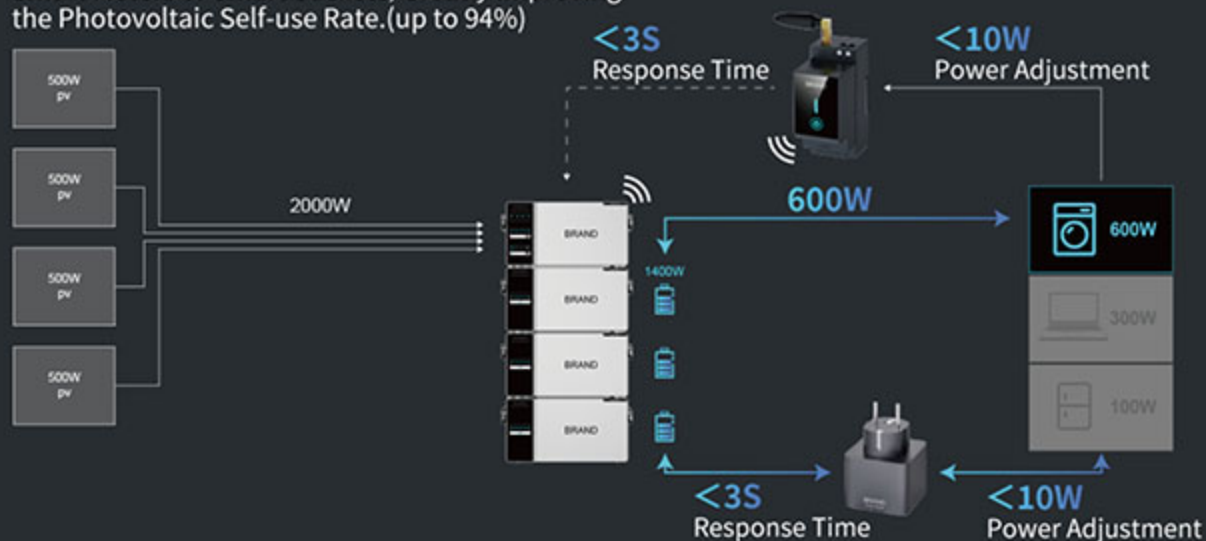 the Photovoltaic Self-use Rate.(up to 94%)
<3S
Response Time
<10W
Power Adjustment
500W
pv
500W
pv
500W
pv
500W
pv
2000W
600W
1400W
BRAND
BRAND
BRAND
BRAND
600W
300W
100W
<3S
Response Time
<10W
Power Adjustment